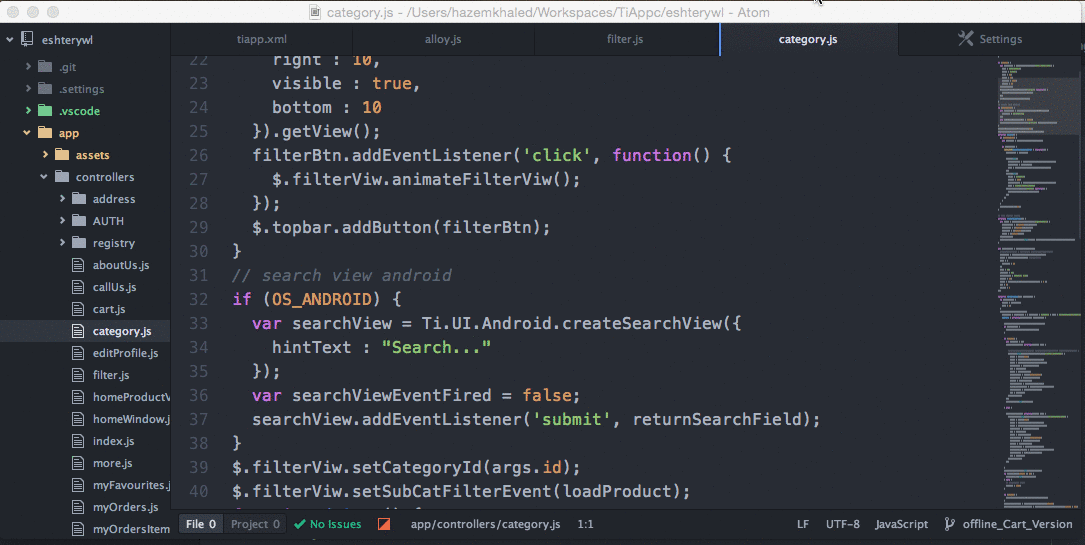 category.js - /Users/hazemkhaled/Workspaces/TiAppc/eshterywl - Atom
eshterywl
.git
.settings
.vscode
app
assets
controllers
address
AUTH
registry
aboutUs.js
callUs.js
cart.js
category.js
editProfile.js
filter.js
homeProductV
homeWindow.j
index.js
more.js
myFavourites.j
myOrders.js
myOrdersItem
tiapp.xml alloy.js filter.js category.js Settings
22 right : 10,
23 visible : true,
24 bottom : 10
25 }).getView();
26 filterBtn.addEventListener('click', function() {
27 $.filterViw.animateFilterViw();
28 });
29 $.topbar.addButton(filterBtn);
30 }
31 // search view android
32 if (OS_ANDROID) {
33 var searchView = Ti.UI.Android.createSearchView({
34 hintText : "Search..."
35 });
36 var searchViewEventFired = false;
37 searchView.addEventListener('submit', returnSearchField);
38 }
39 $.filterViw.setCategoryId(args.id);
40 $.filterViw.setSubCatFilterEvent(loadProduct);
File 0 Project 0 No Issues app/controllers/category.js 1:1 LF UTF-8 JavaScript offline_Cart_Version